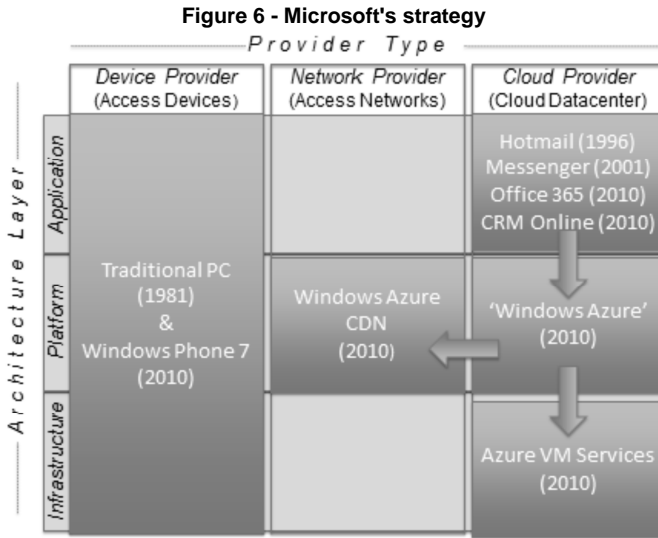 Figure 6 - Microsoft's strategy
Provider Type
Device Provider
(Access Devices)
Network Provider
(Access Networks)
Cloud Provider
(Cloud Datacenter)
Architecture Layer
Application
Hotmail (1996)
Messenger (2001)
Office 365 (2010)
CRM Online (2010)
Platform
Traditional PC
(1981)
&
Windows Phone 7
(2010)
Windows Azure
CDN
(2010)
‘Windows Azure’
(2010)
Infrastructure
Azure VM Services
(2010)